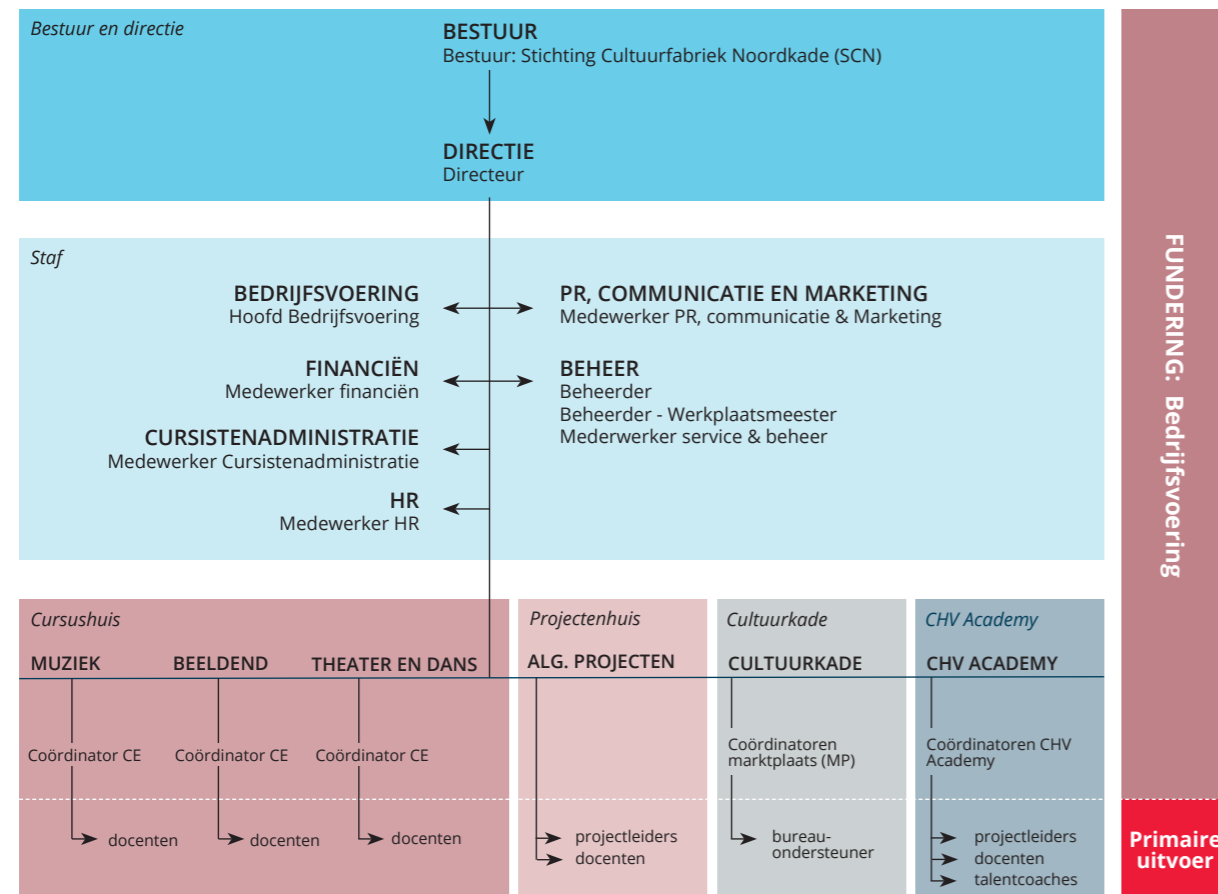 Bestuur en directie
BESTUUR
Bestuur: Stichting Cultuurfabriek Noordkade (SCN)
DIRECTIE
Directeur
Staf
BEDRIJFSVOERING
Hoofd Bedrijfsvoering
PR, COMMUNICATIE EN MARKETING
Medewerker PR, communicatie & Marketing
FINANCIËN
Medewerker financiën
BEHEER
Beheerder
Beheerder - Werkplaatsmeester
Mederwerker service & beheer
CURSISTENADMINISTRATIE
Medewerker Cursistenadministratie
HR
Medewerker HR
Cursushuis
MUZIEK
BEELDEND
THEATER EN DANS
Coördinator CE
Coördinator CE
Coördinator CE
docenten
docenten
docenten
Projectenhuis
ALG. PROJECTEN
projectleiders
docenten
Cultuurkade
CULTUURKADE
Coördinatoren
marktplaats (MP)
bureau-
ondersteuner
CHV Academy
CHV ACADEMY
Coördinatoren CHV
Academy
projectleiders
docenten
talentcoaches
FUNDERING: Bedrijfsvoering
Primaire
uitvoer